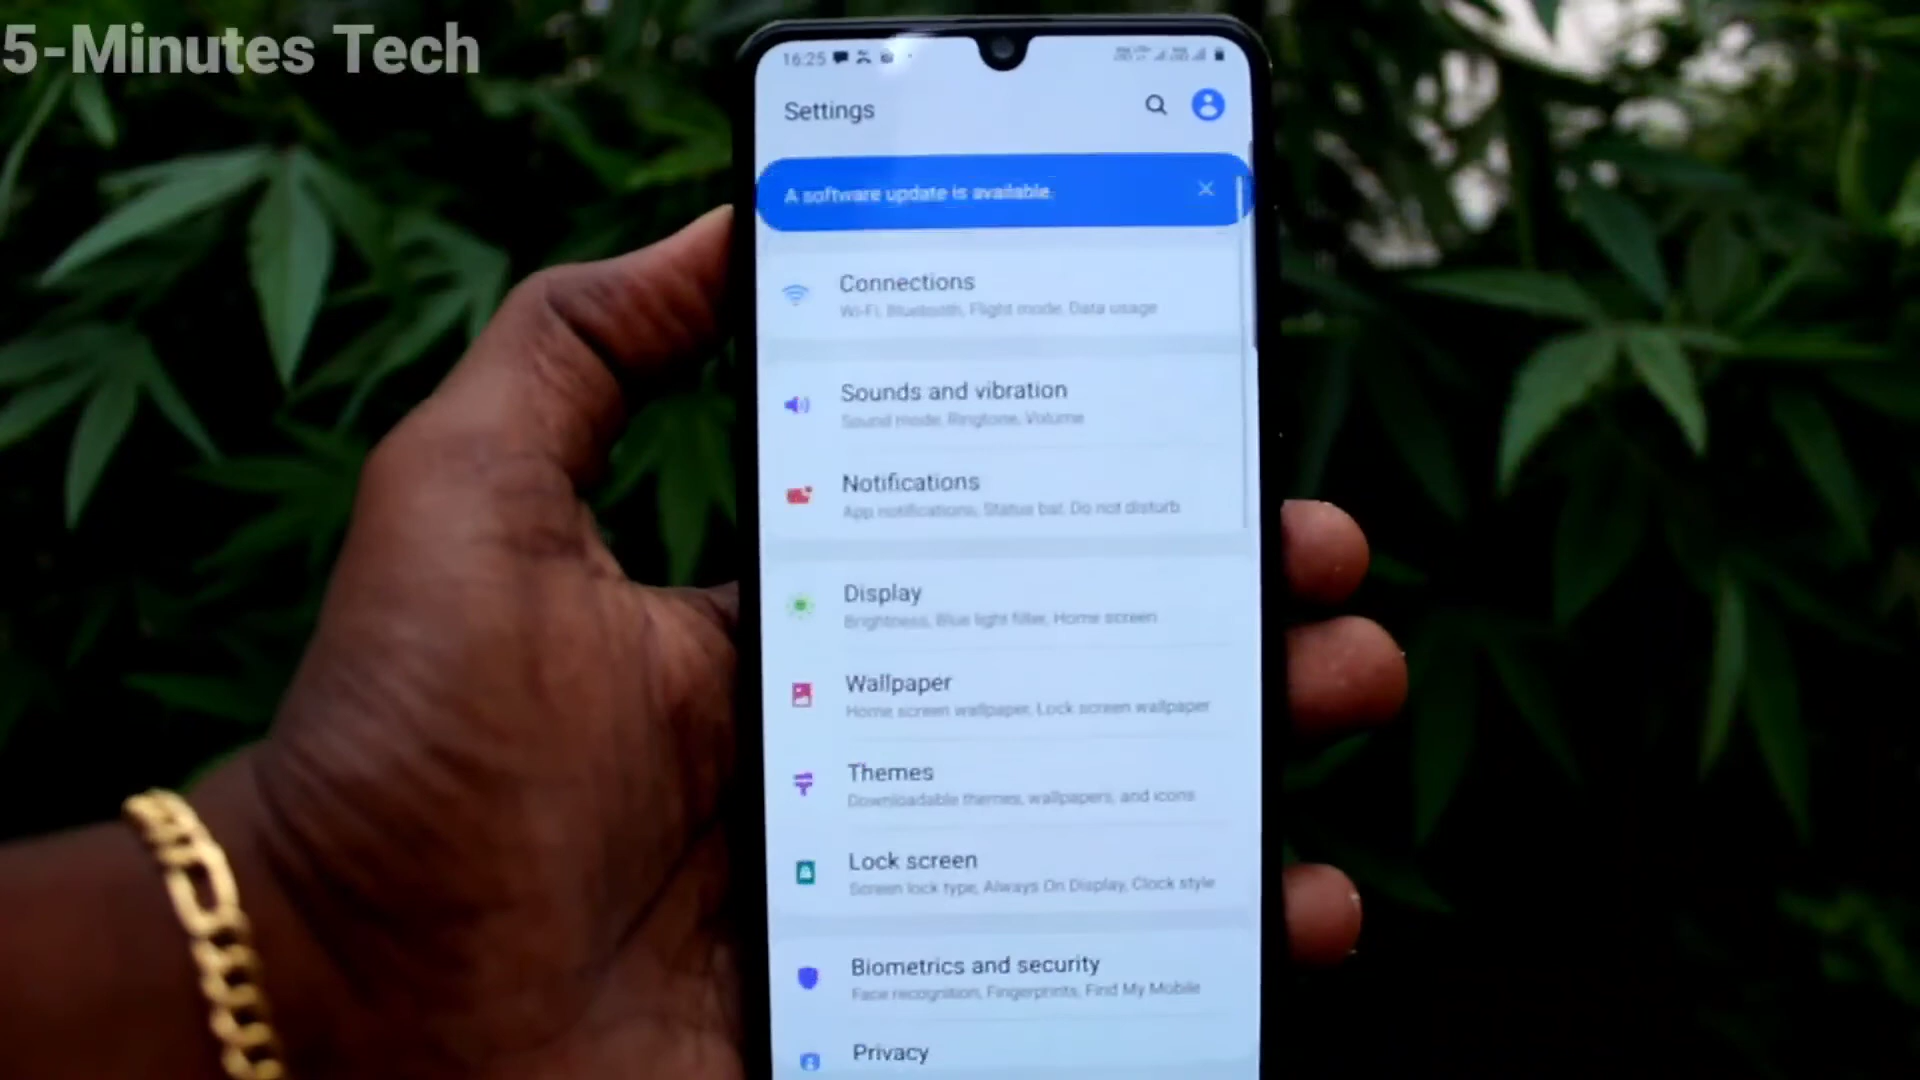 5-Minutes Tech
16:25
Settings
A software update is available.
Connections
Wi-Fi, Bluetooth, Flight mode, Data usage
Sounds and vibration
Sound mode, Ringtone, Volume
Notifications
App notifications, Status bar, Do not disturb
Display
Brightness, Blue light filter, Home screen
Wallpaper
Home screen wallpaper, Lock screen wallpaper
Themes
Downloadable themes, wallpapers, and icons
Lock screen
Screen lock type, Always On Display, Clock style
Biometrics and security
Face recognition, Fingerprints, Find My Mobile
Privacy